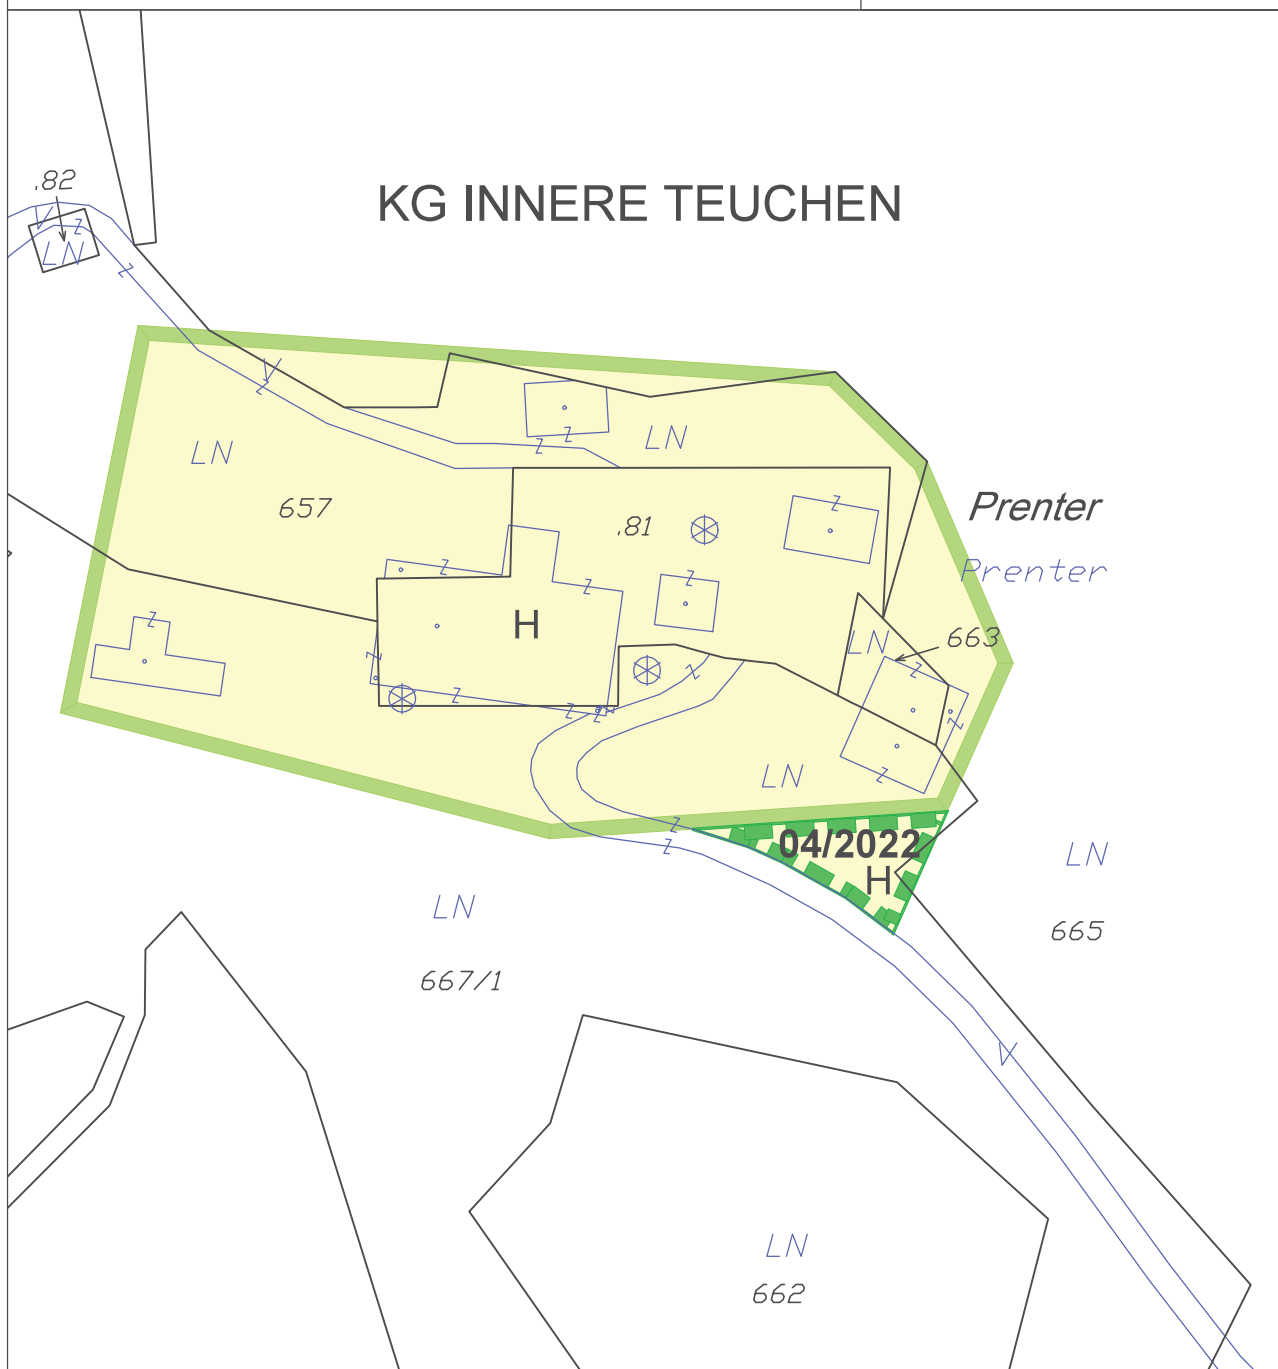 .82
LN
KG INNERE TEUCHEN
LN
LN
657
.81
Prenter
Prenter
H
LN
663
LN
04/2022
H
LN
LN
665
667/1
LN
662